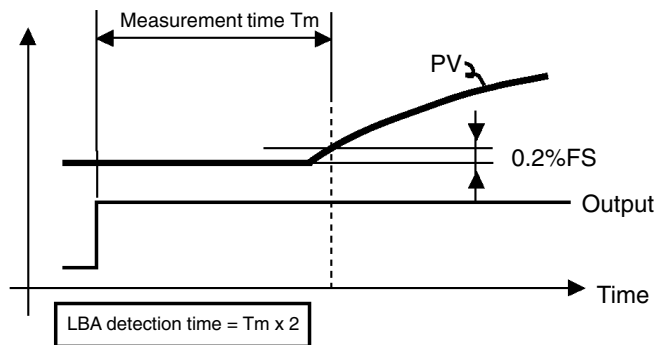 Measurement time Tm
PV
0.2%FS
Output
Time
LBA detection time = Tm x 2